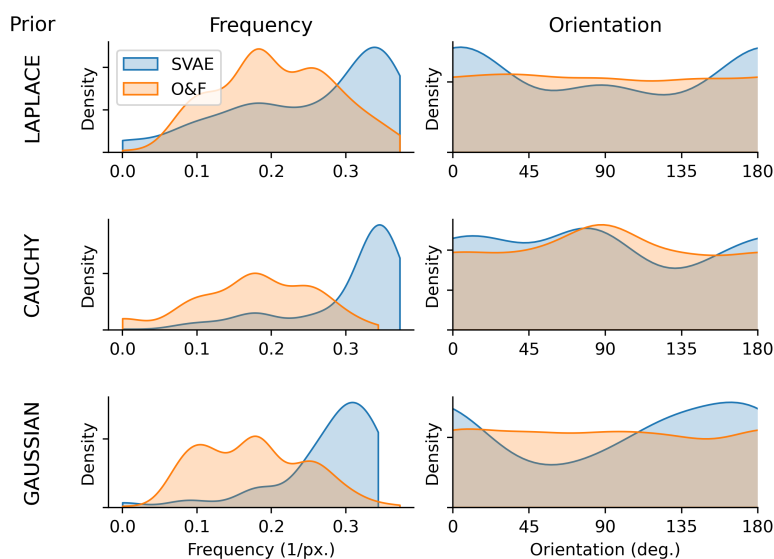 Prior Frequency Orientation
LAPLACE
Density
SVAE
O&F
0.0 0.1 0.2 0.3
Density
0 45 90 135 180
CAUCHY
Density
0.0 0.1 0.2 0.3
Density
0 45 90 135 180
GAUSSIAN
Density
0.0 0.1 0.2 0.3
Frequency (1/px.)
Density
0 45 90 135 180
Orientation (deg.)